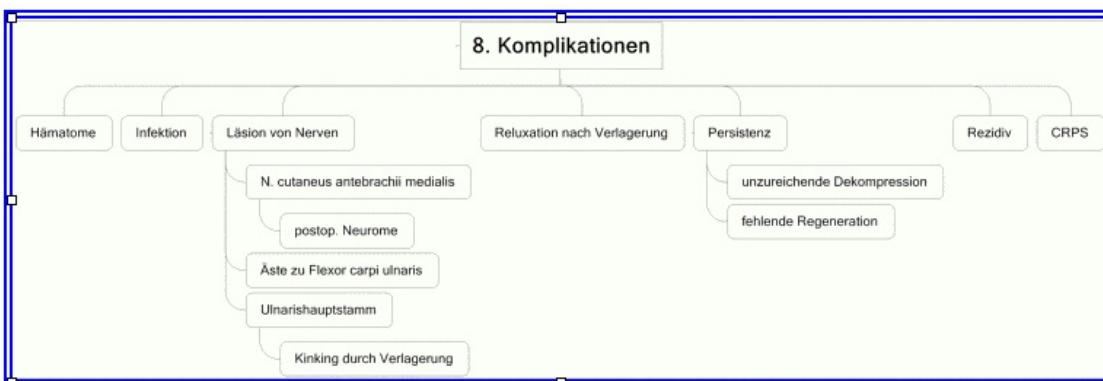 8. Komplikationen
Hämatome
Infektion
Läsion von Nerven
N. cutaneus antebrachii medialis
postop. Neurome
Äste zu Flexor carpi ulnaris
Ulnarishauptstamm
Kinking durch Verlagerung
Reluxation nach Verlagerung
Persistenz
unzureichende Dekompression
fehlende Regeneration
Rezidiv
CRPS